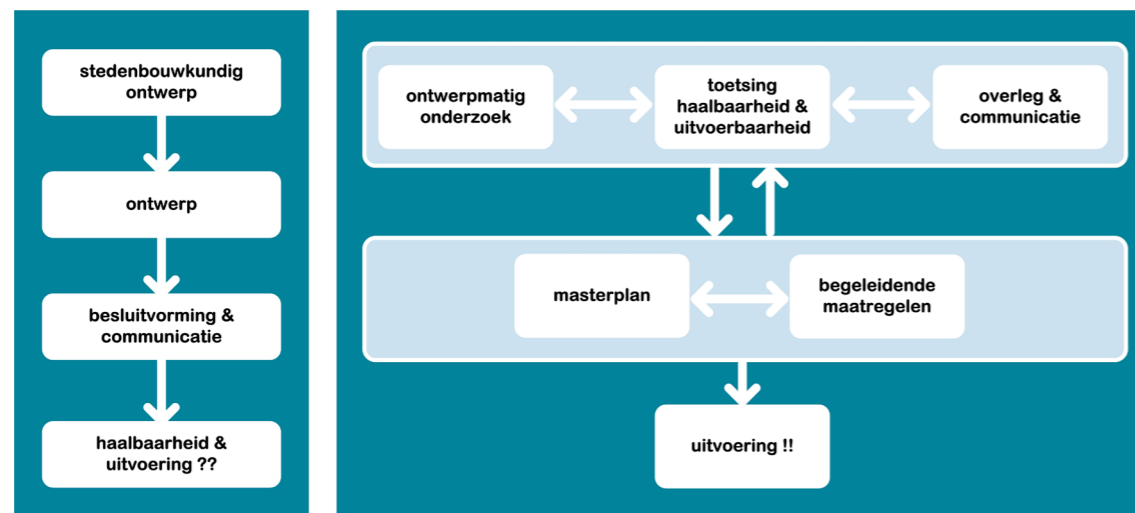 stedenbouwkundig
ontwerp
ontwerp
besluitvorming &
communicatie
haalbaarheid &
uitvoering ??
ontwerpmatig
onderzoek
toetsing
haalbaarheid &
uitvoerbaarheid
overleg &
communicatie
masterplan
begeleidende
maatregelen
uitvoering !!